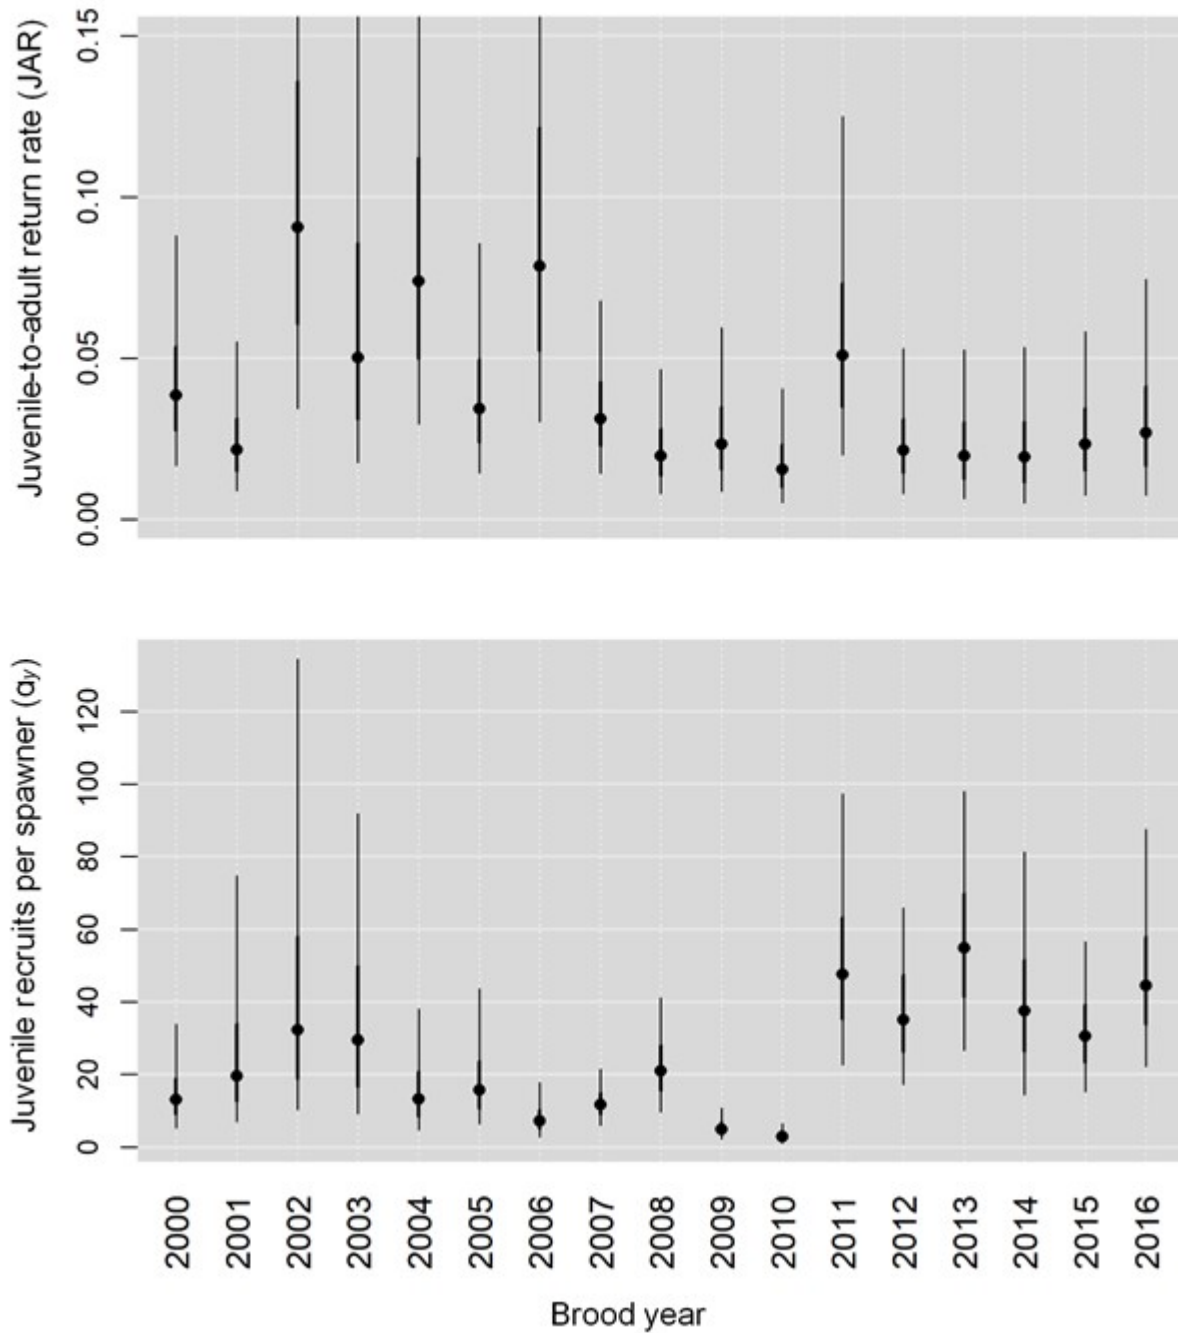 Juvenile-to-adult return rate (JAR)
0.15
0.10
0.05
0.00
Juvenile recruits per spawner (αy)
120
100
80
60
40
20
0
2000 2001 2002 2003 2004 2005 2006 2007 2008 2009 2010 2011 2012 2013 2014 2015 2016
Brood year